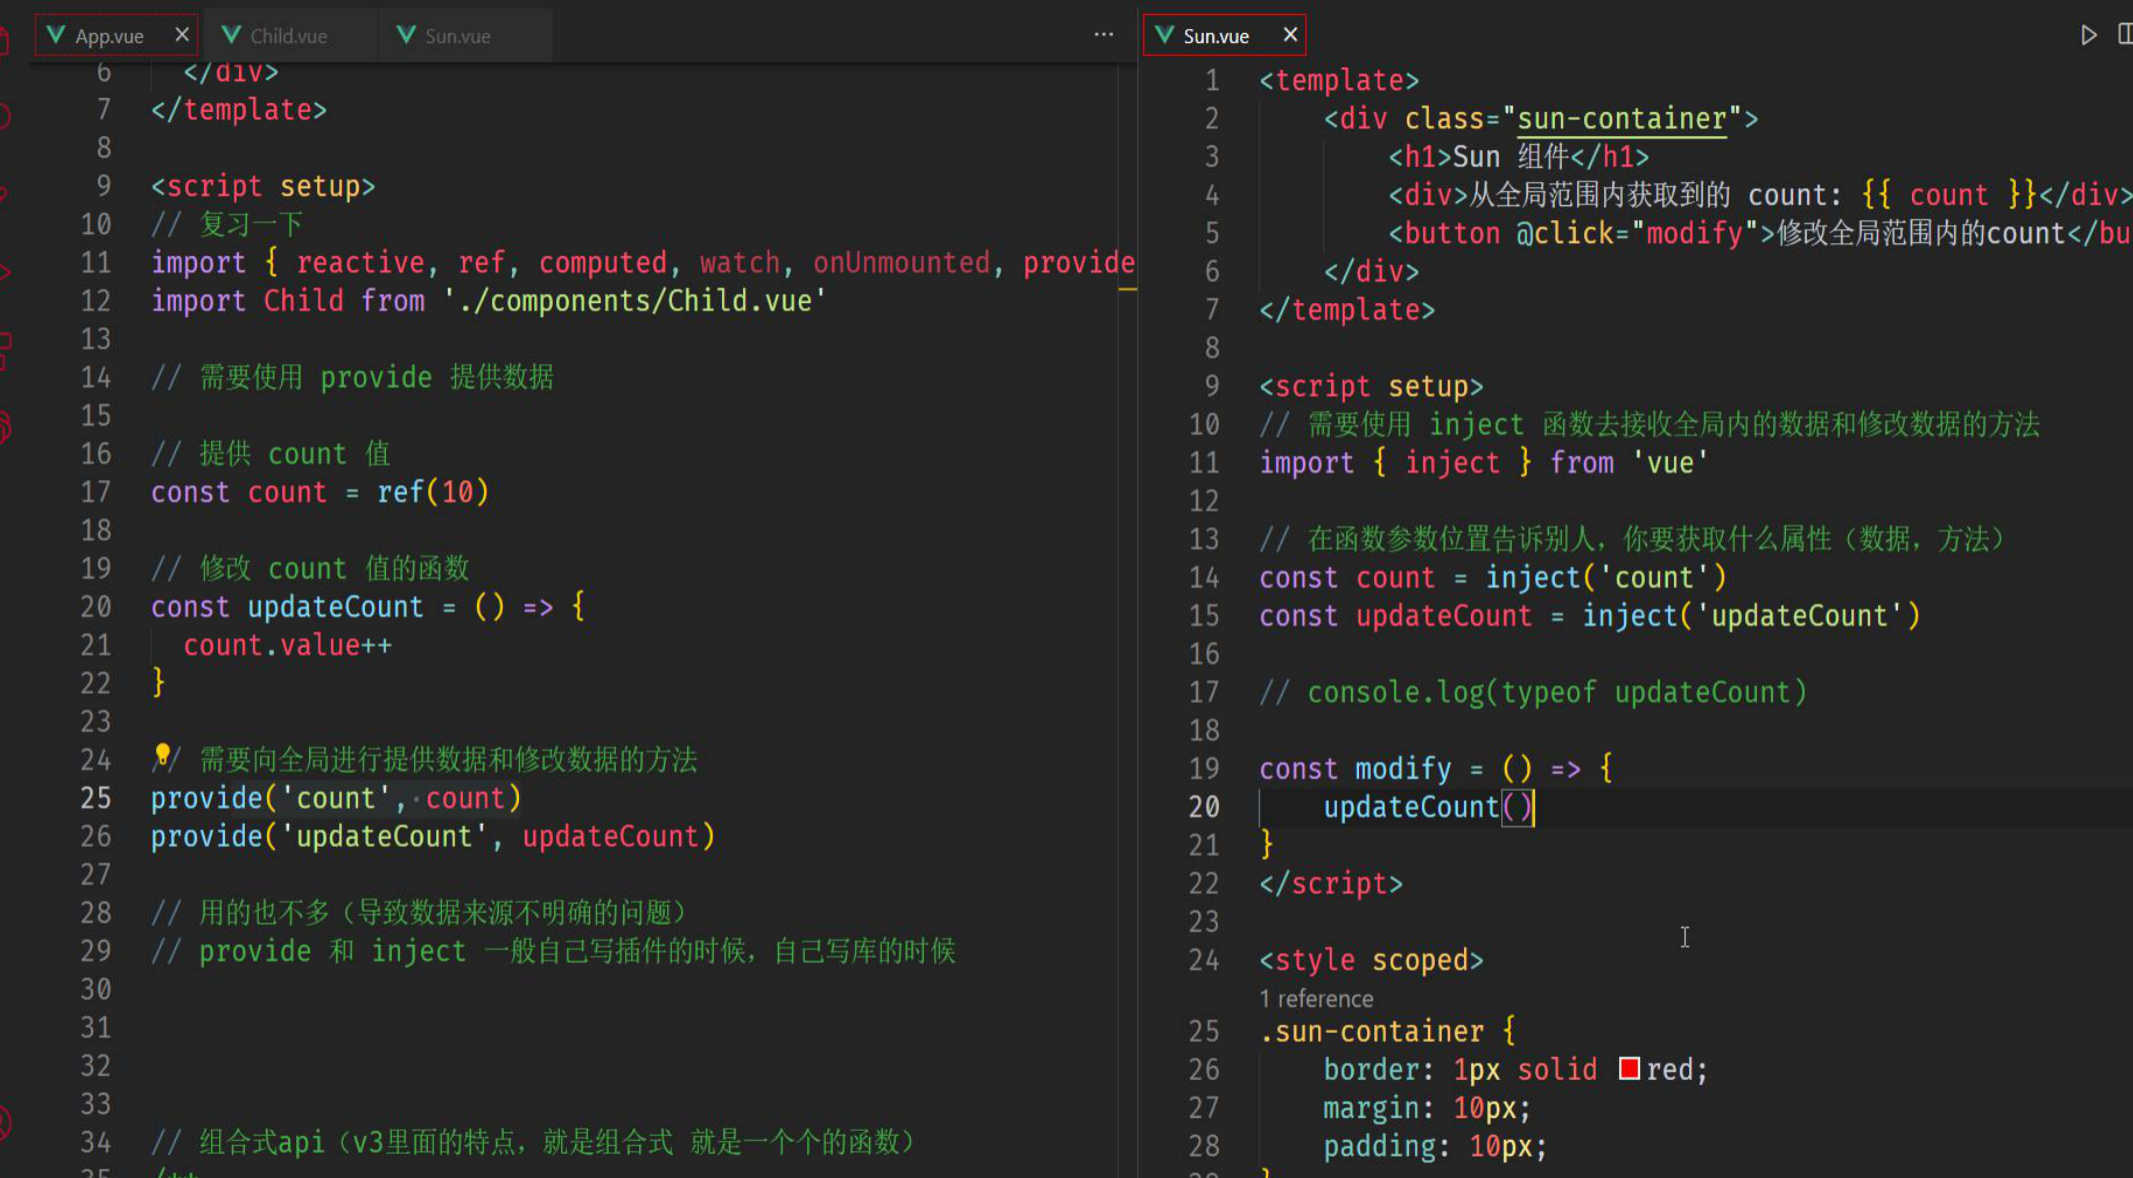 App.vue
Child.vue
Sun.vue
6 </div>
7 </template>
8
9 <script setup>
10 // 复习一下
11 import { reactive, ref, computed, watch, onUnmounted, provide
12 import Child from './components/Child.vue'
13
14 // 需要使用 provide 提供数据
15
16 // 提供 count 值
17 const count = ref(10)
18
19 // 修改 count 值的函数
20 const updateCount = () => {
21 count.value++
22 }
23
24 // 需要向全局进行提供数据和修改数据的方法
25 provide('count', count)
26 provide('updateCount', updateCount)
27
28 // 用的也不多（导致数据来源不明确的问题）
29 // provide 和 inject 一般自己写插件的时候，自己写库的时候
30
31
32
33
34 // 组合式api（v3里面的特点，就是组合式 就是一个个的函数）
35 /**
Sun.vue
1 <template>
2 <div class="sun-container">
3 <h1>Sun 组件</h1>
4 <div>从全局范围内获取到的 count: {{ count }}</div>
5 <button @click="modify">修改全局范围内的count</bu
6 </div>
7 </template>
8
9 <script setup>
10 // 需要使用 inject 函数去接收全局内的数据和修改数据的方法
11 import { inject } from 'vue'
12
13 // 在函数参数位置告诉别人，你要获取什么属性（数据，方法）
14 const count = inject('count')
15 const updateCount = inject('updateCount')
16
17 // console.log(typeof updateCount)
18
19 const modify = () => {
20 updateCount()
21 }
22 </script>
23
24 <style scoped>
1 reference
25 .sun-container {
26 border: 1px solid red;
27 margin: 10px;
28 padding: 10px;
29 }